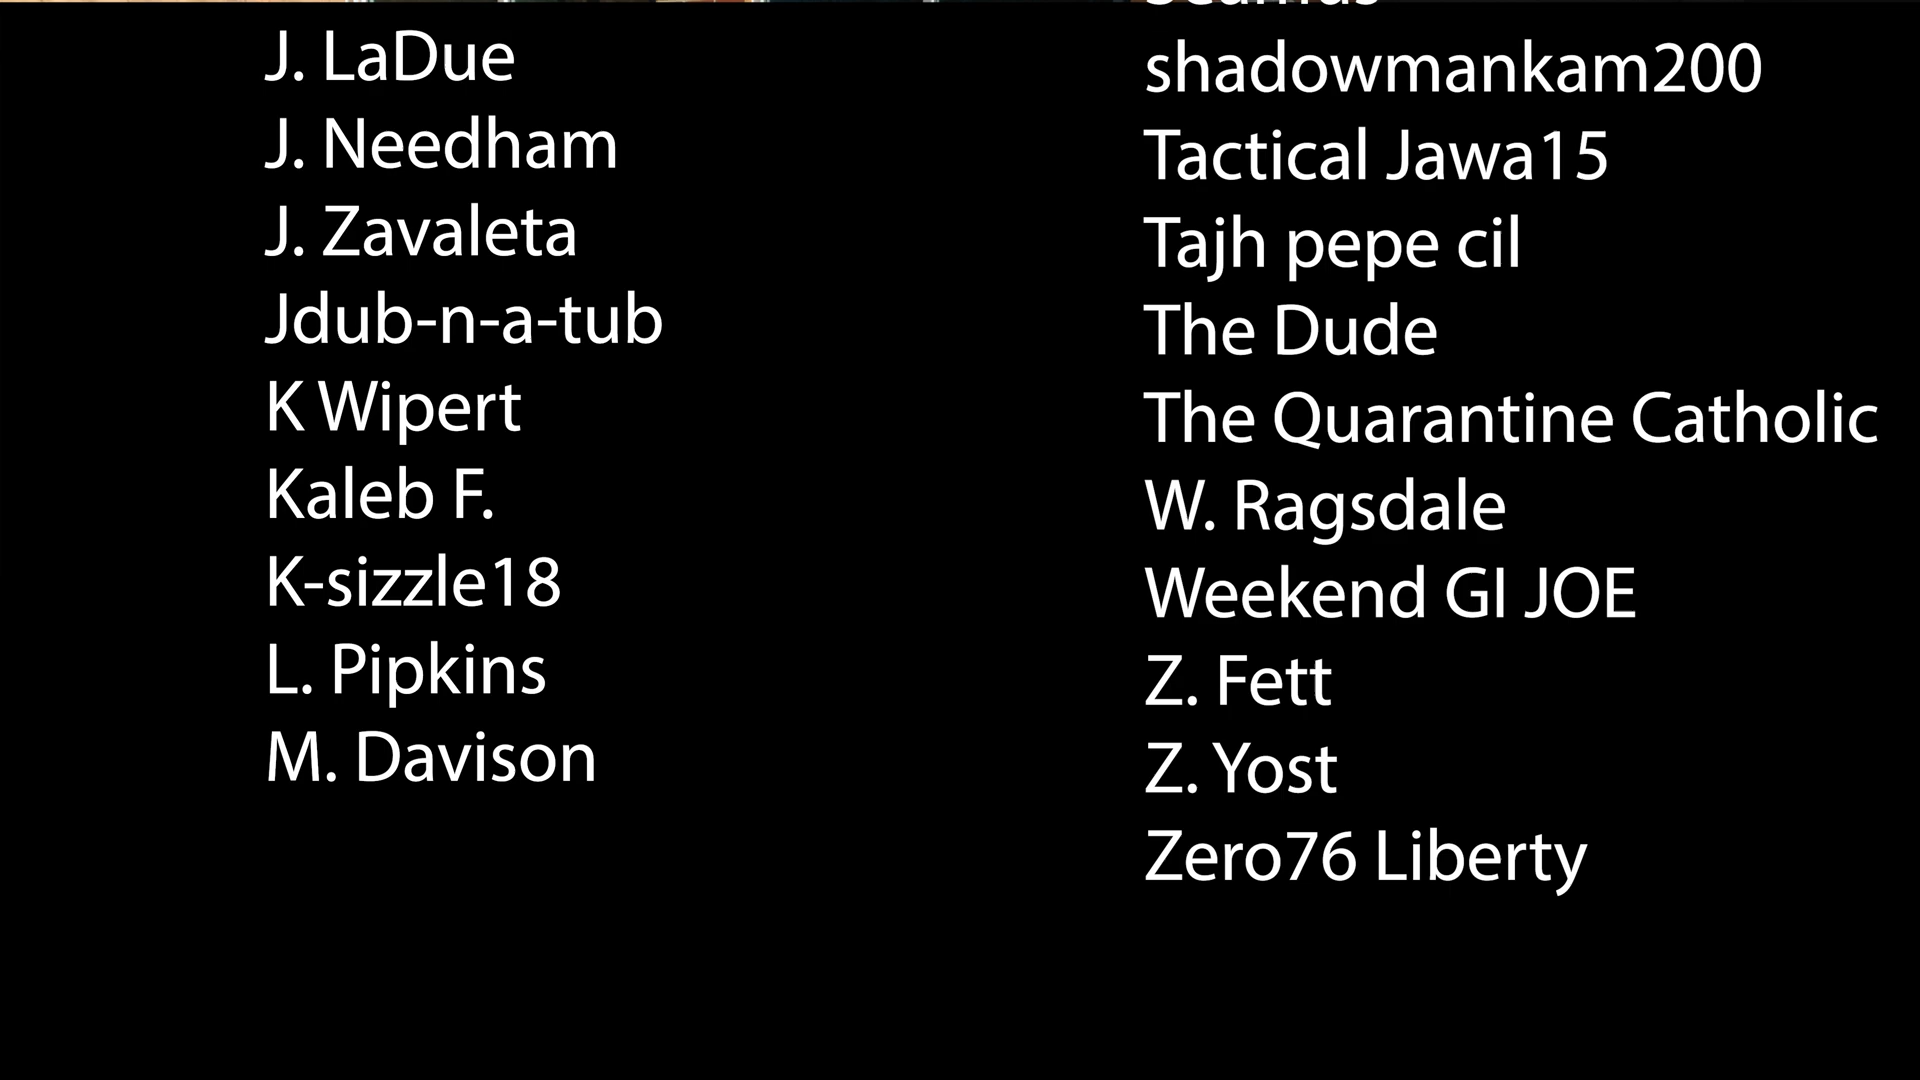 J. LaDue
J. Needham
J. Zavaleta
Jdub-n-a-tub
K Wipert
Kaleb F.
K-sizzle18
L. Pipkins
M. Davison
shadowmankam200
Tactical Jawa15
Tajh pepe cil
The Dude
The Quarantine Catholic
W. Ragsdale
Weekend GI JOE
Z. Fett
Z. Yost
Zero76 Liberty